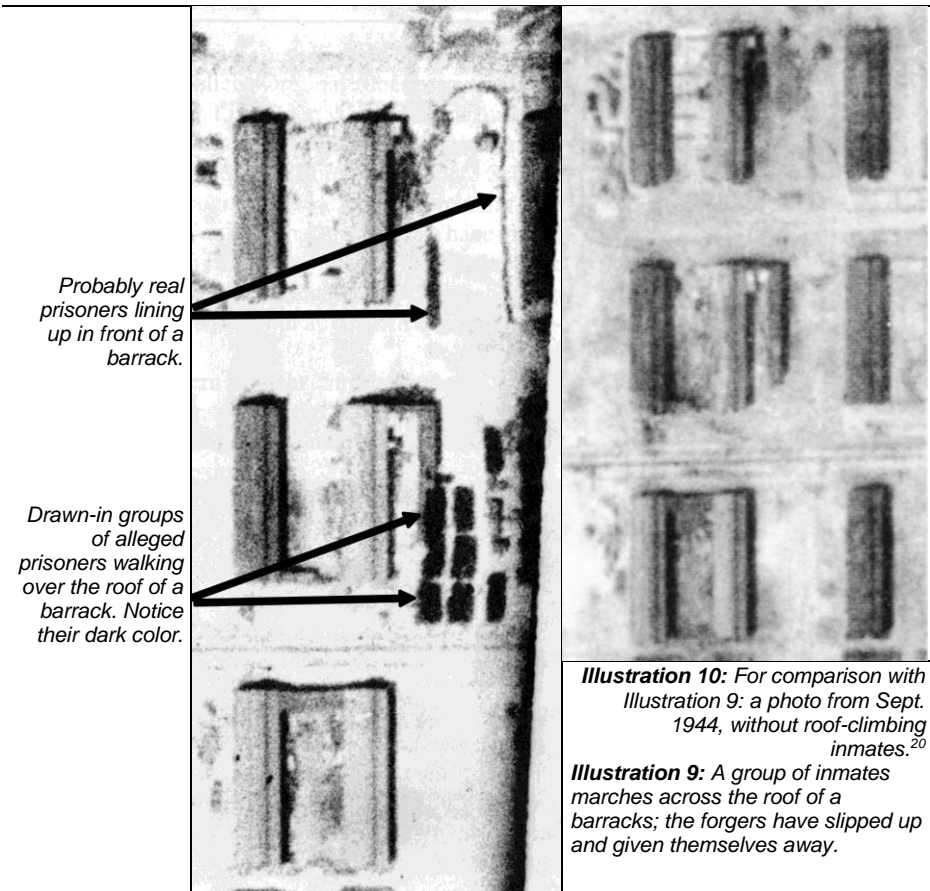 Probably real
prisoners lining
up in front of a
barrack.
Drawn-in groups
of alleged
prisoners walking
over the roof of a
barrack. Notice
their dark color.
Illustration 10: For comparison with
Illustration 9: a photo from Sept.
1944, without roof-climbing
inmates.20
Illustration 9: A group of inmates
marches across the roof of a
barracks; the forgers have slipped up
and given themselves away.